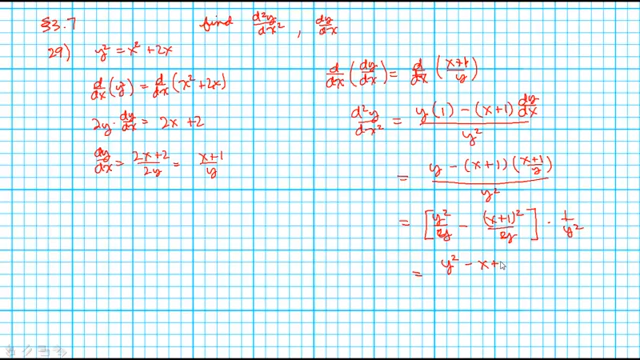 §3.7 find d²y/dx² , dy/dx
29) y² = x² + 2x
d/dx (y²) = d/dx (x² + 2x)
2y · dy/dx = 2x + 2
dy/dx = (2x+2)/2y = (x+1)/y
d/dx (dy/dx) = d/dx ((x+1)/y)
d²y/dx² = (y(1) − (x+1) dy/dx)/y²
= (y − (x+1)((x+1)/y))/y²
= [y²/y − (x+1)²/y] · 1/y²
= y² − x+